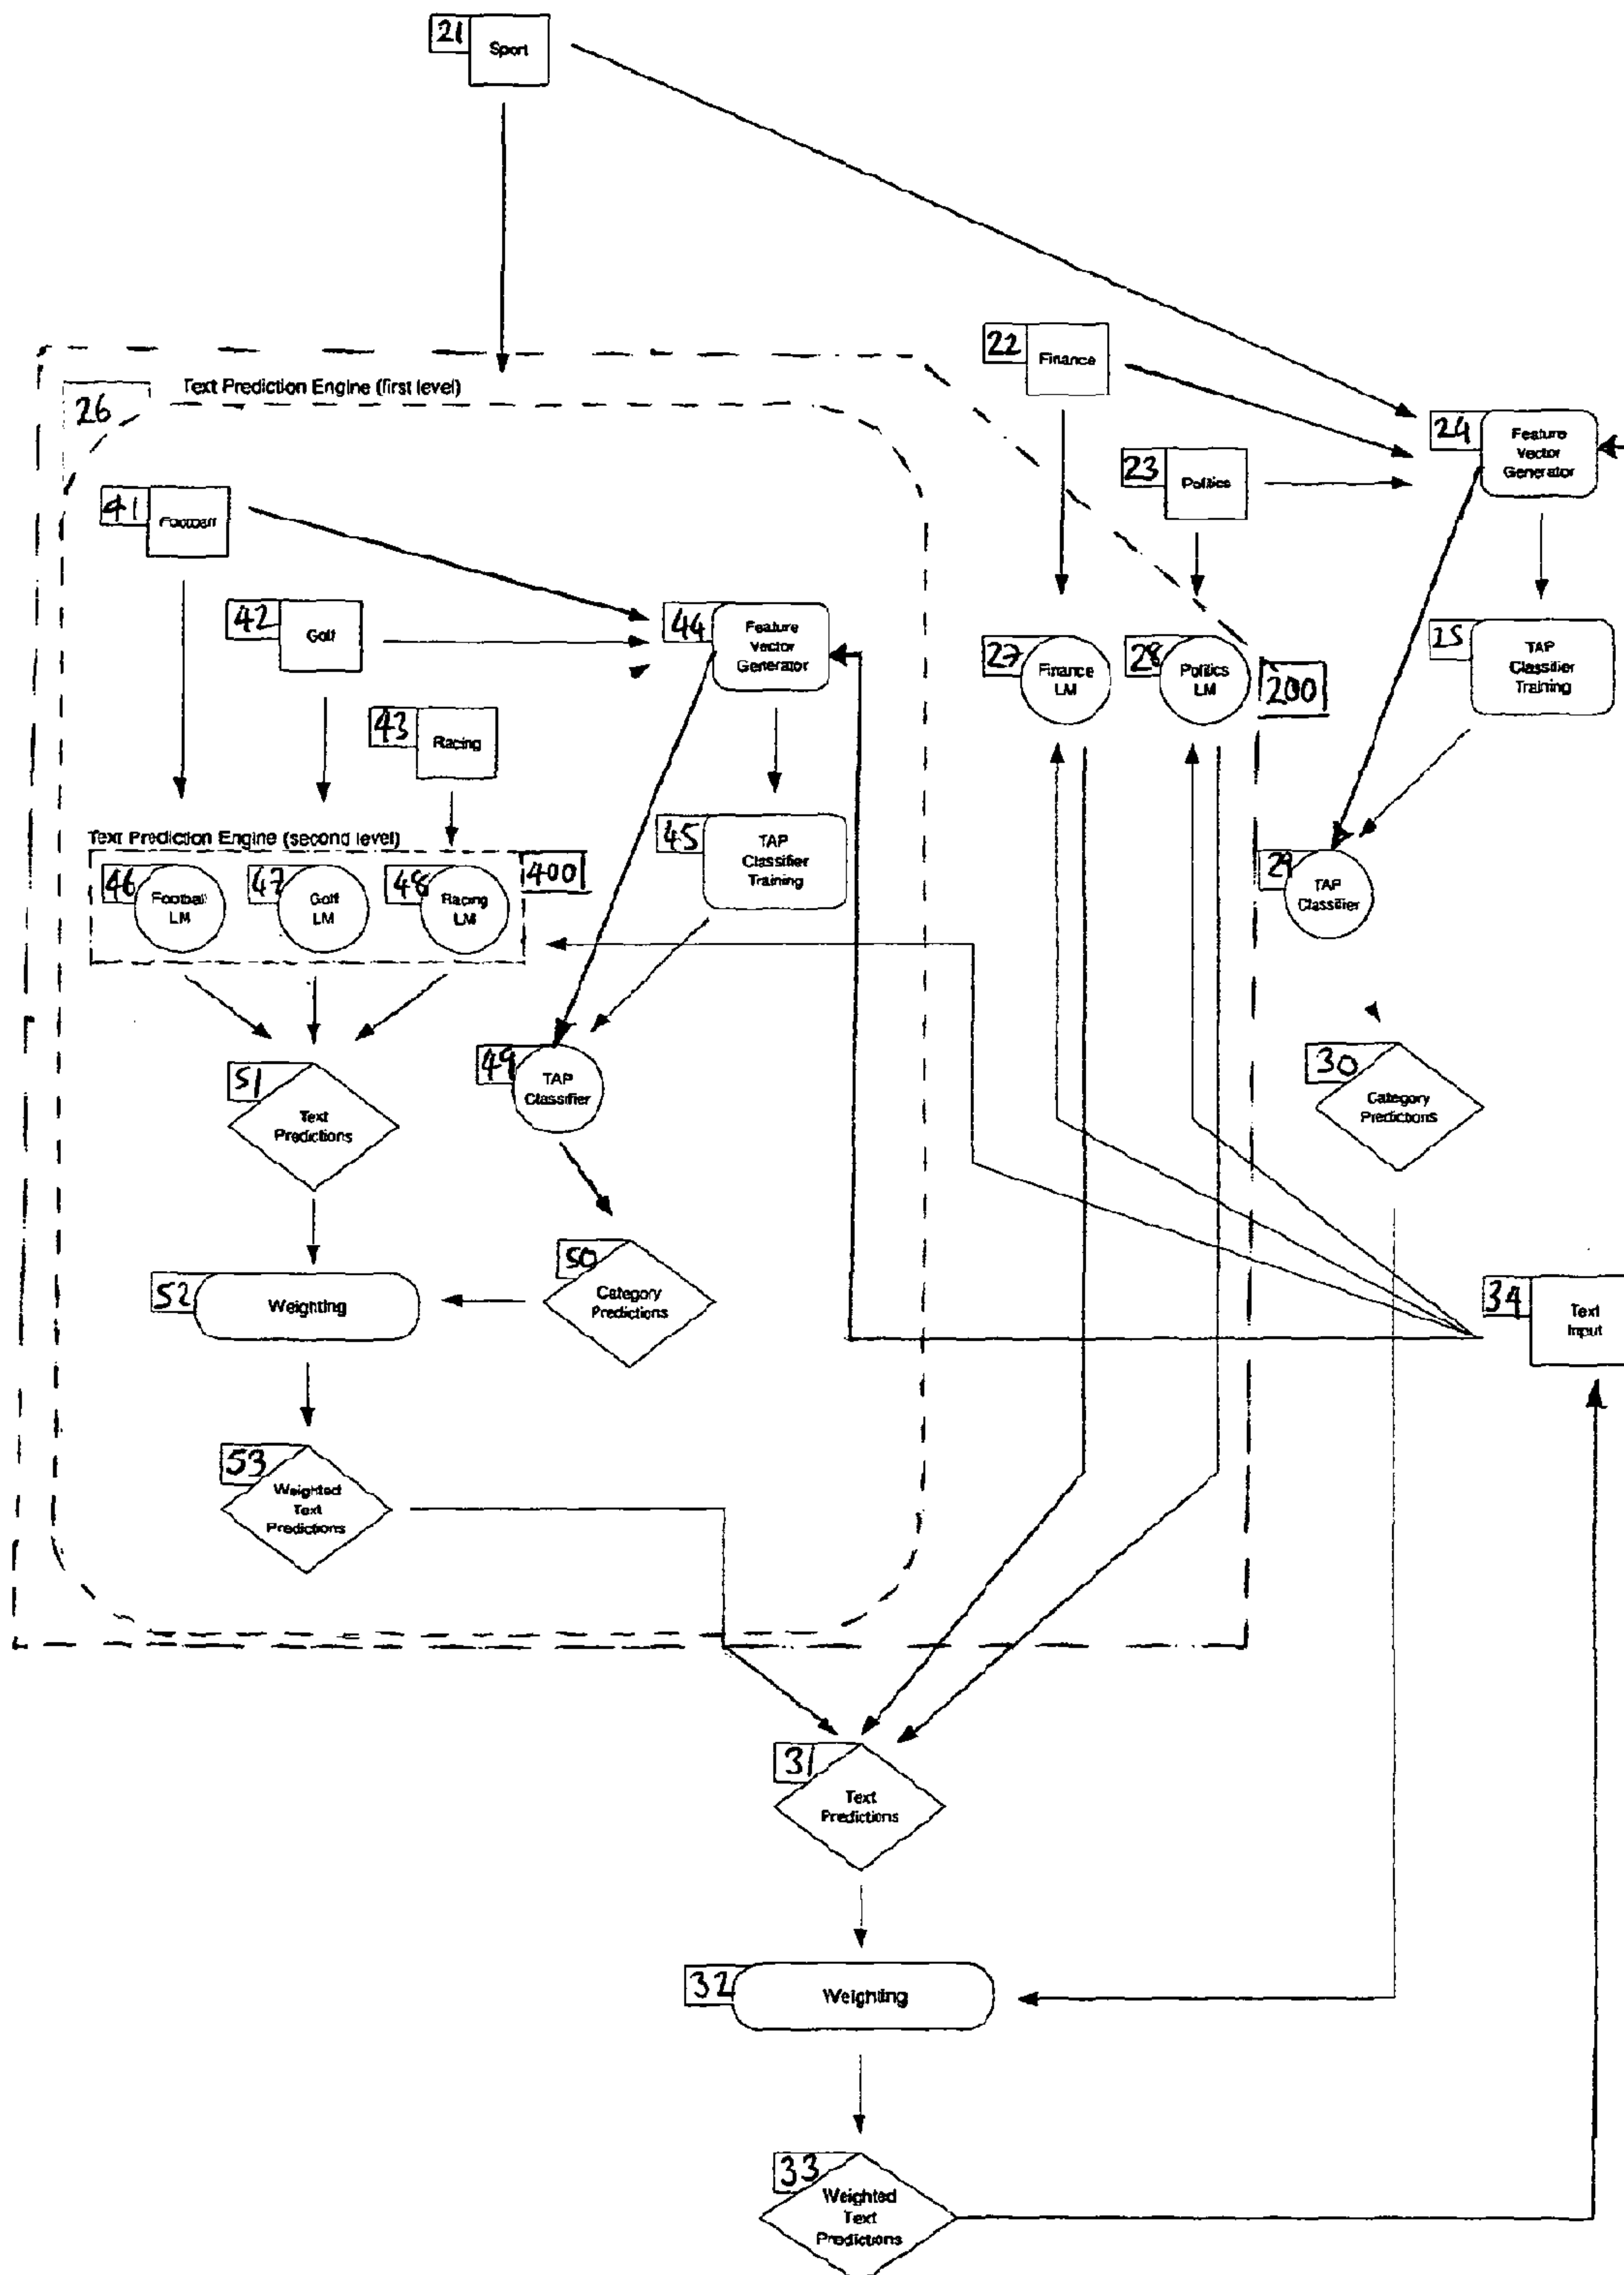 21
Sport
22
Finance
Text Prediction Engine (first level)
26
24
Feature
Vector
Generator
23
Politics
41
Football
42
Golf
44
Feature
Vector
Generator
27
Finance
LM
28
Politics
LM
200
25
TAP
Classifier
Training
43
Racing
Text Prediction Engine (second level)
45
TAP
Classifier
Training
46
Football
LM
47
Golf
LM
48
Racing
LM
400
29
TAP
Classifier
49
TAP
Classifier
30
Category
Predictions
51
Text
Predictions
50
Category
Predictions
52
Weighting
34
Text
Input
53
Weighted
Text
Predictions
31
Text
Predictions
32
Weighting
33
Weighted
Text
Predictions